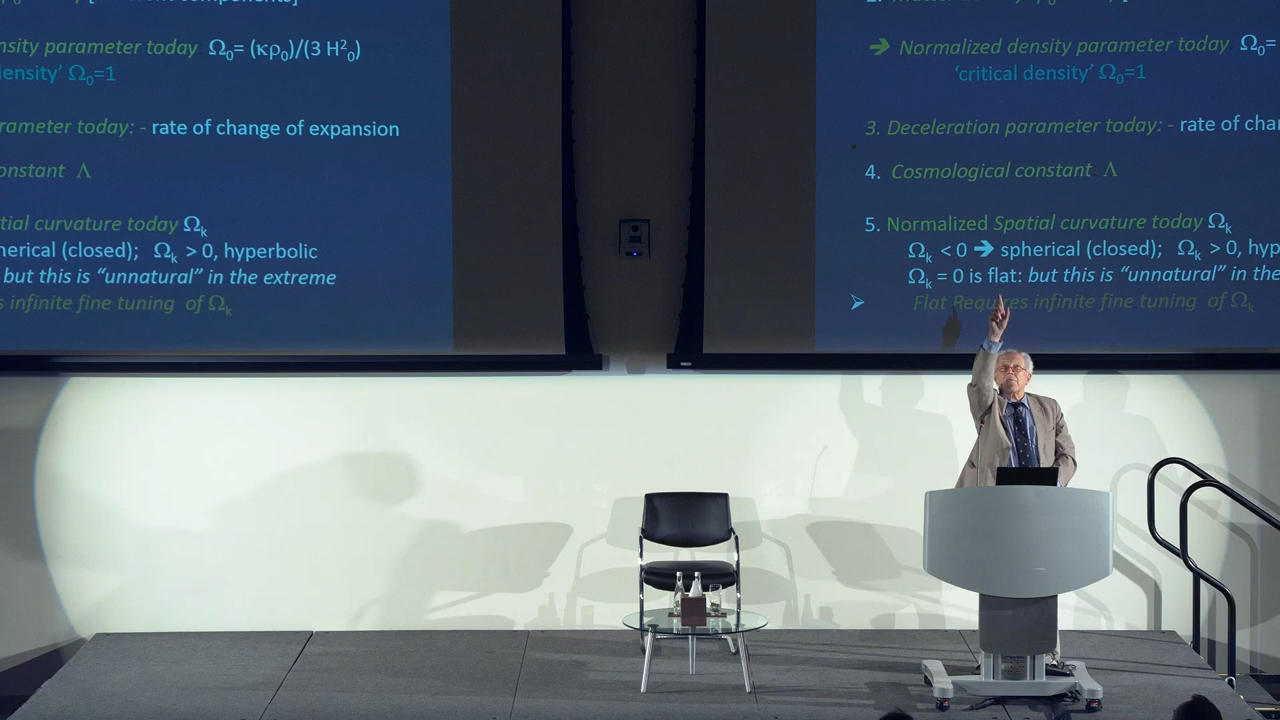 nsity parameter today Ω₀= (κρ₀)/(3 H²₀)
density’ Ω₀=1
rameter today: - rate of change of expansion
onstant Λ
tial curvature today Ωₖ
herical (closed); Ωₖ > 0, hyperbolic
but this is “unnatural” in the extreme
s infinite fine tuning of Ωₖ
➔ Normalized density parameter today Ω₀=
‘critical density’ Ω₀=1
3. Deceleration parameter today: - rate of chan
4. Cosmological constant Λ
5. Normalized Spatial curvature today Ωₖ
Ωₖ < 0 ➔ spherical (closed); Ωₖ > 0, hyp
Ωₖ = 0 is flat: but this is “unnatural” in the
➢ Flat Requires infinite fine tuning of Ωₖ